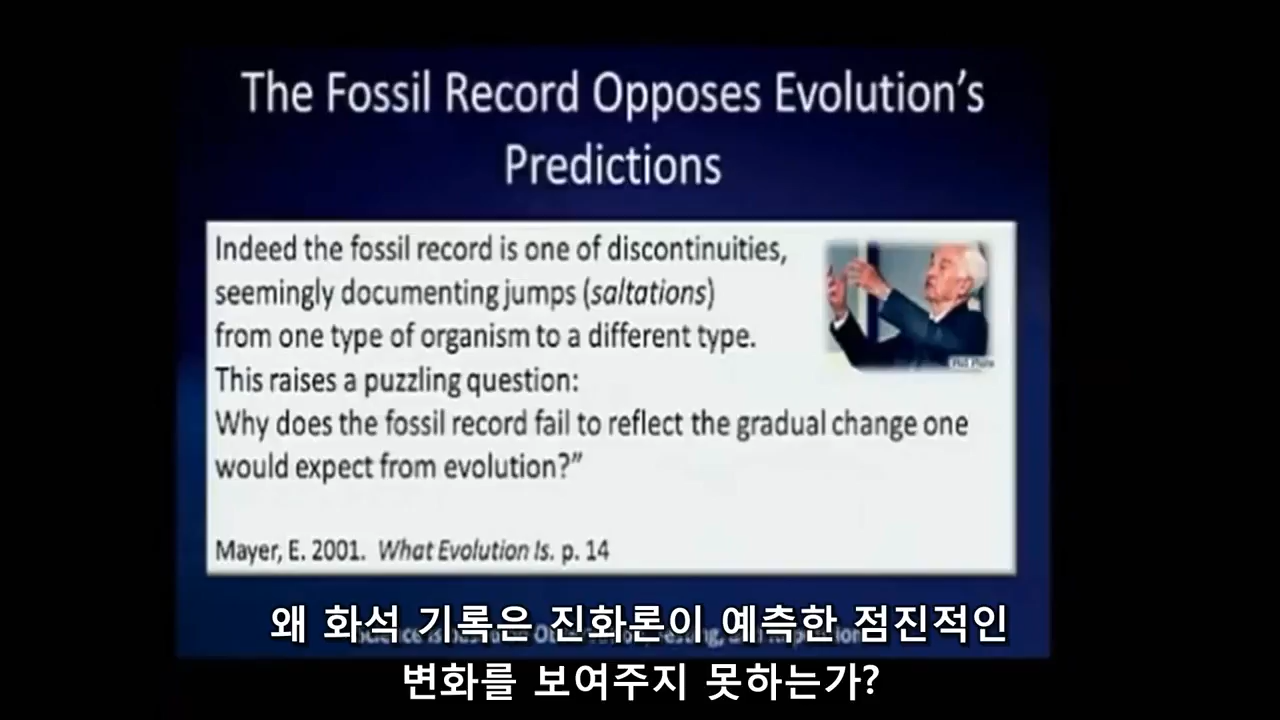 The Fossil Record Opposes Evolution's
Predictions
Indeed the fossil record is one of discontinuities,
seemingly documenting jumps (saltations)
from one type of organism to a different type.
This raises a puzzling question:
Why does the fossil record fail to reflect the gradual change one
would expect from evolution?"
Mayer, E. 2001. What Evolution Is. p. 14
왜 화석 기록은 진화론이 예측한 점진적인
변화를 보여주지 못하는가?